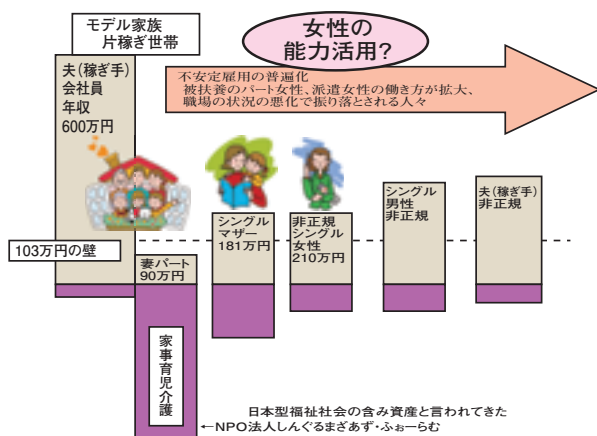 モデル家族
片稼ぎ世帯
女性の
能力活用?
不安定雇用の普遍化
被扶養のパート女性、派遣女性の働き方が拡大、
職場の状況の悪化で振り落とされる人々
夫(稼ぎ手)
会社員
年収
600万円
103万円の壁
妻パート
90万円
家事育児介護
シングル
マザー
181万円
非正規
シングル
女性
210万円
シングル
男性
非正規
夫(稼ぎ手)
非正規
日本型福祉社会の含み資産と言われてきた
←NPO法人しんぐるまざあず・ふぉーらむ